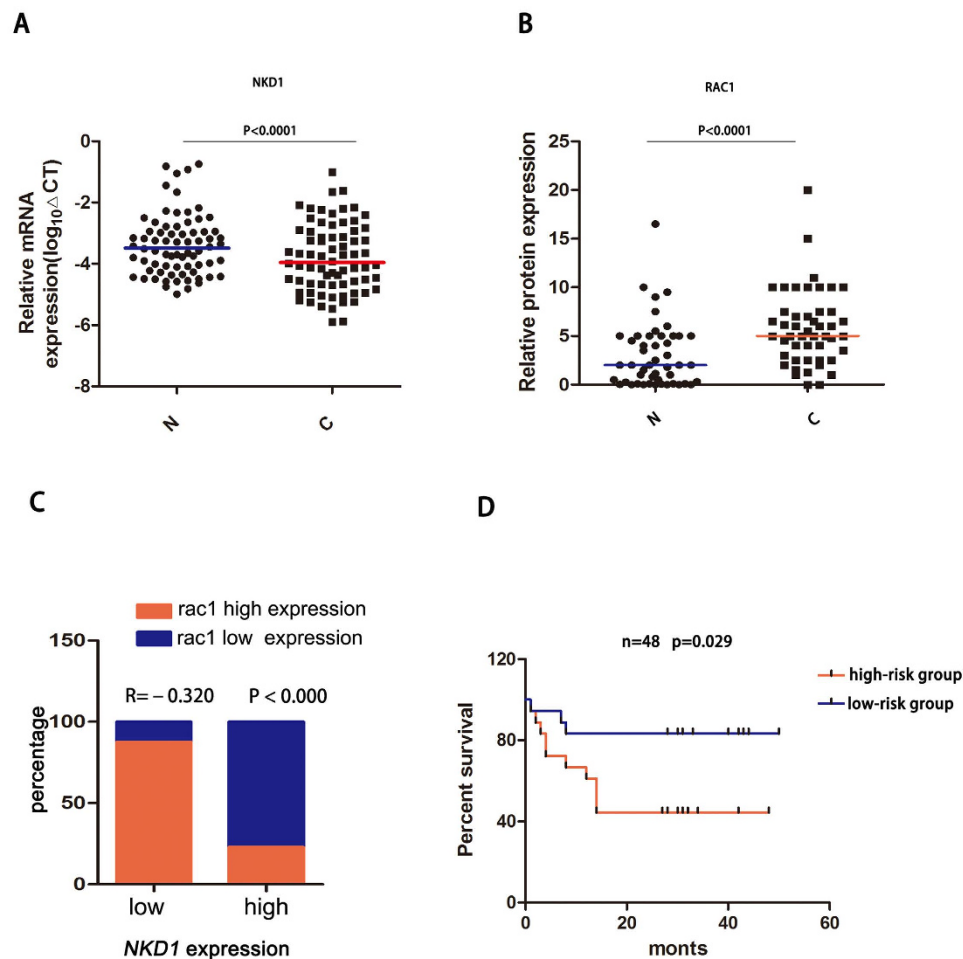 A
NKD1
P<0.0001
Relative mRNA
expression(log₁₀△CT)
0
-2
-4
-6
-8
N
C
B
RAC1
P<0.0001
Relative protein expression
25
20
15
10
5
0
N
C
C
rac1 high expression
rac1 low expression
R= – 0.320
P < 0.000
percentage
150
100
50
0
low
high
NKD1 expression
D
n=48 p=0.029
high-risk group
low-risk group
Percent survival
120
80
40
0
0
20
40
60
monts